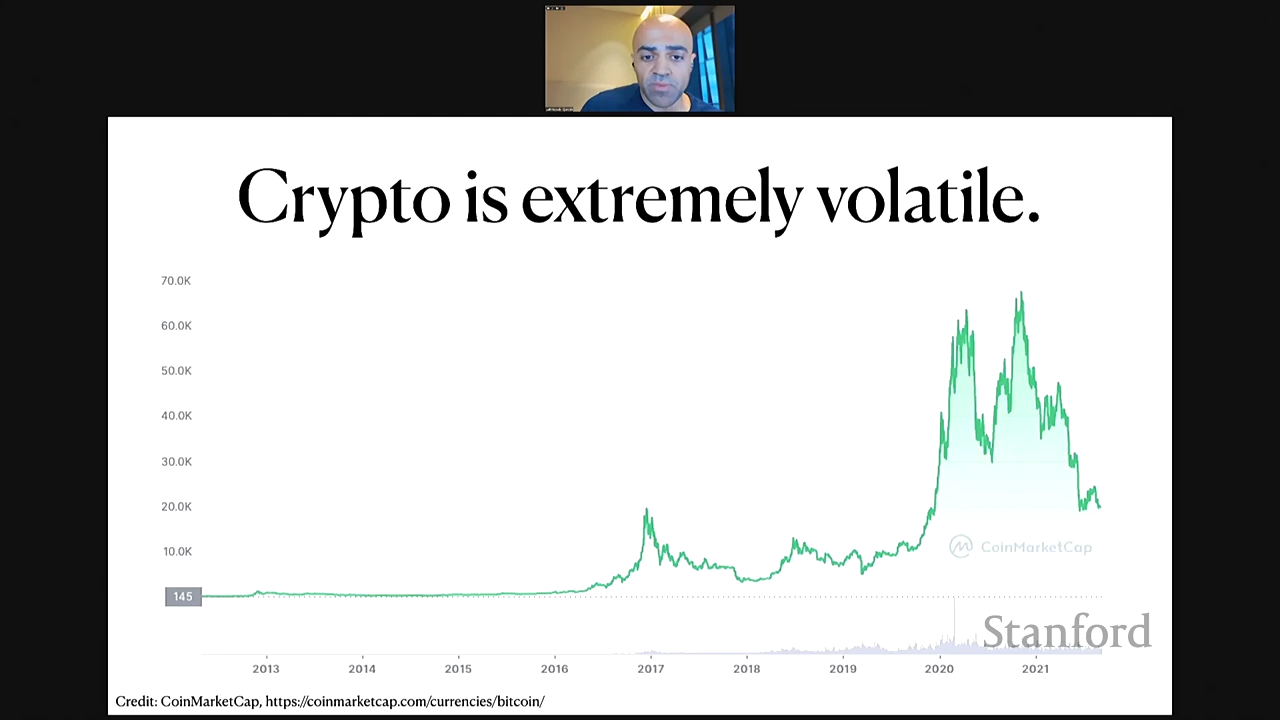 Crypto is extremely volatile.
70.0K
60.0K
50.0K
40.0K
30.0K
20.0K
10.0K
145
CoinMarketCap
Stanford
2013 2014 2015 2016 2017 2018 2019 2020 2021
Credit: CoinMarketCap, https://coinmarketcap.com/currencies/bitcoin/